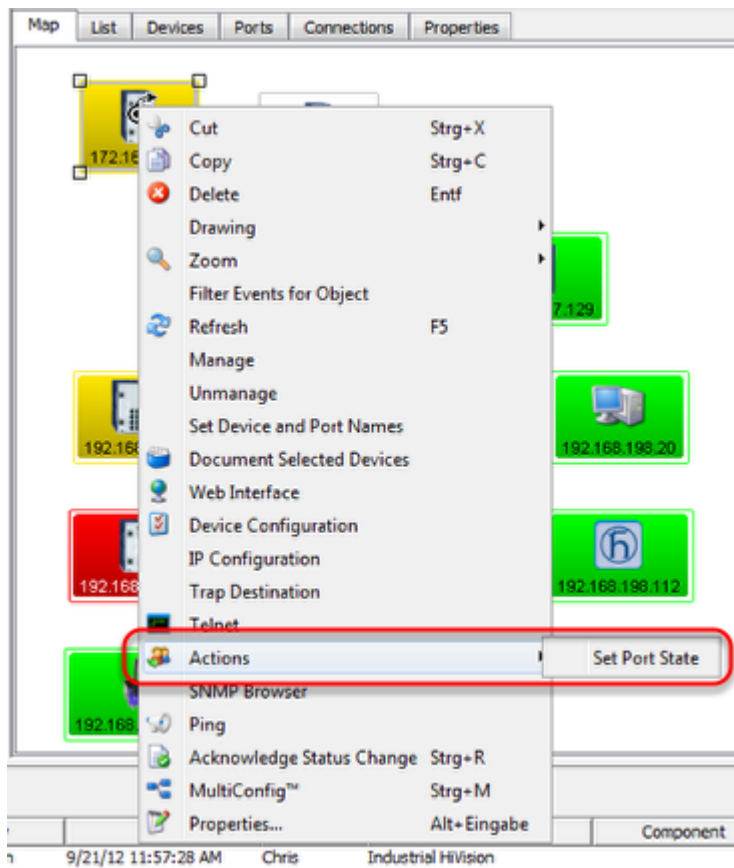 Map List Devices Ports Connections Properties
172.16
Cut Strg+X
Copy Strg+C
Delete Entf
Drawing
Zoom
Filter Events for Object
7.129
Refresh F5
Manage
Unmanage
Set Device and Port Names
192.168 192.168.198.20
Document Selected Devices
Web Interface
Device Configuration
IP Configuration
192.168 192.168.198.112
Trap Destination
Telnet
Actions Set Port State
SNMP Browser
192.168. Ping
Acknowledge Status Change Strg+R
MultiConfig™ Strg+M
Properties... Alt+Eingabe Component
9/21/12 11:57:28 AM Chris Industrial HiVision